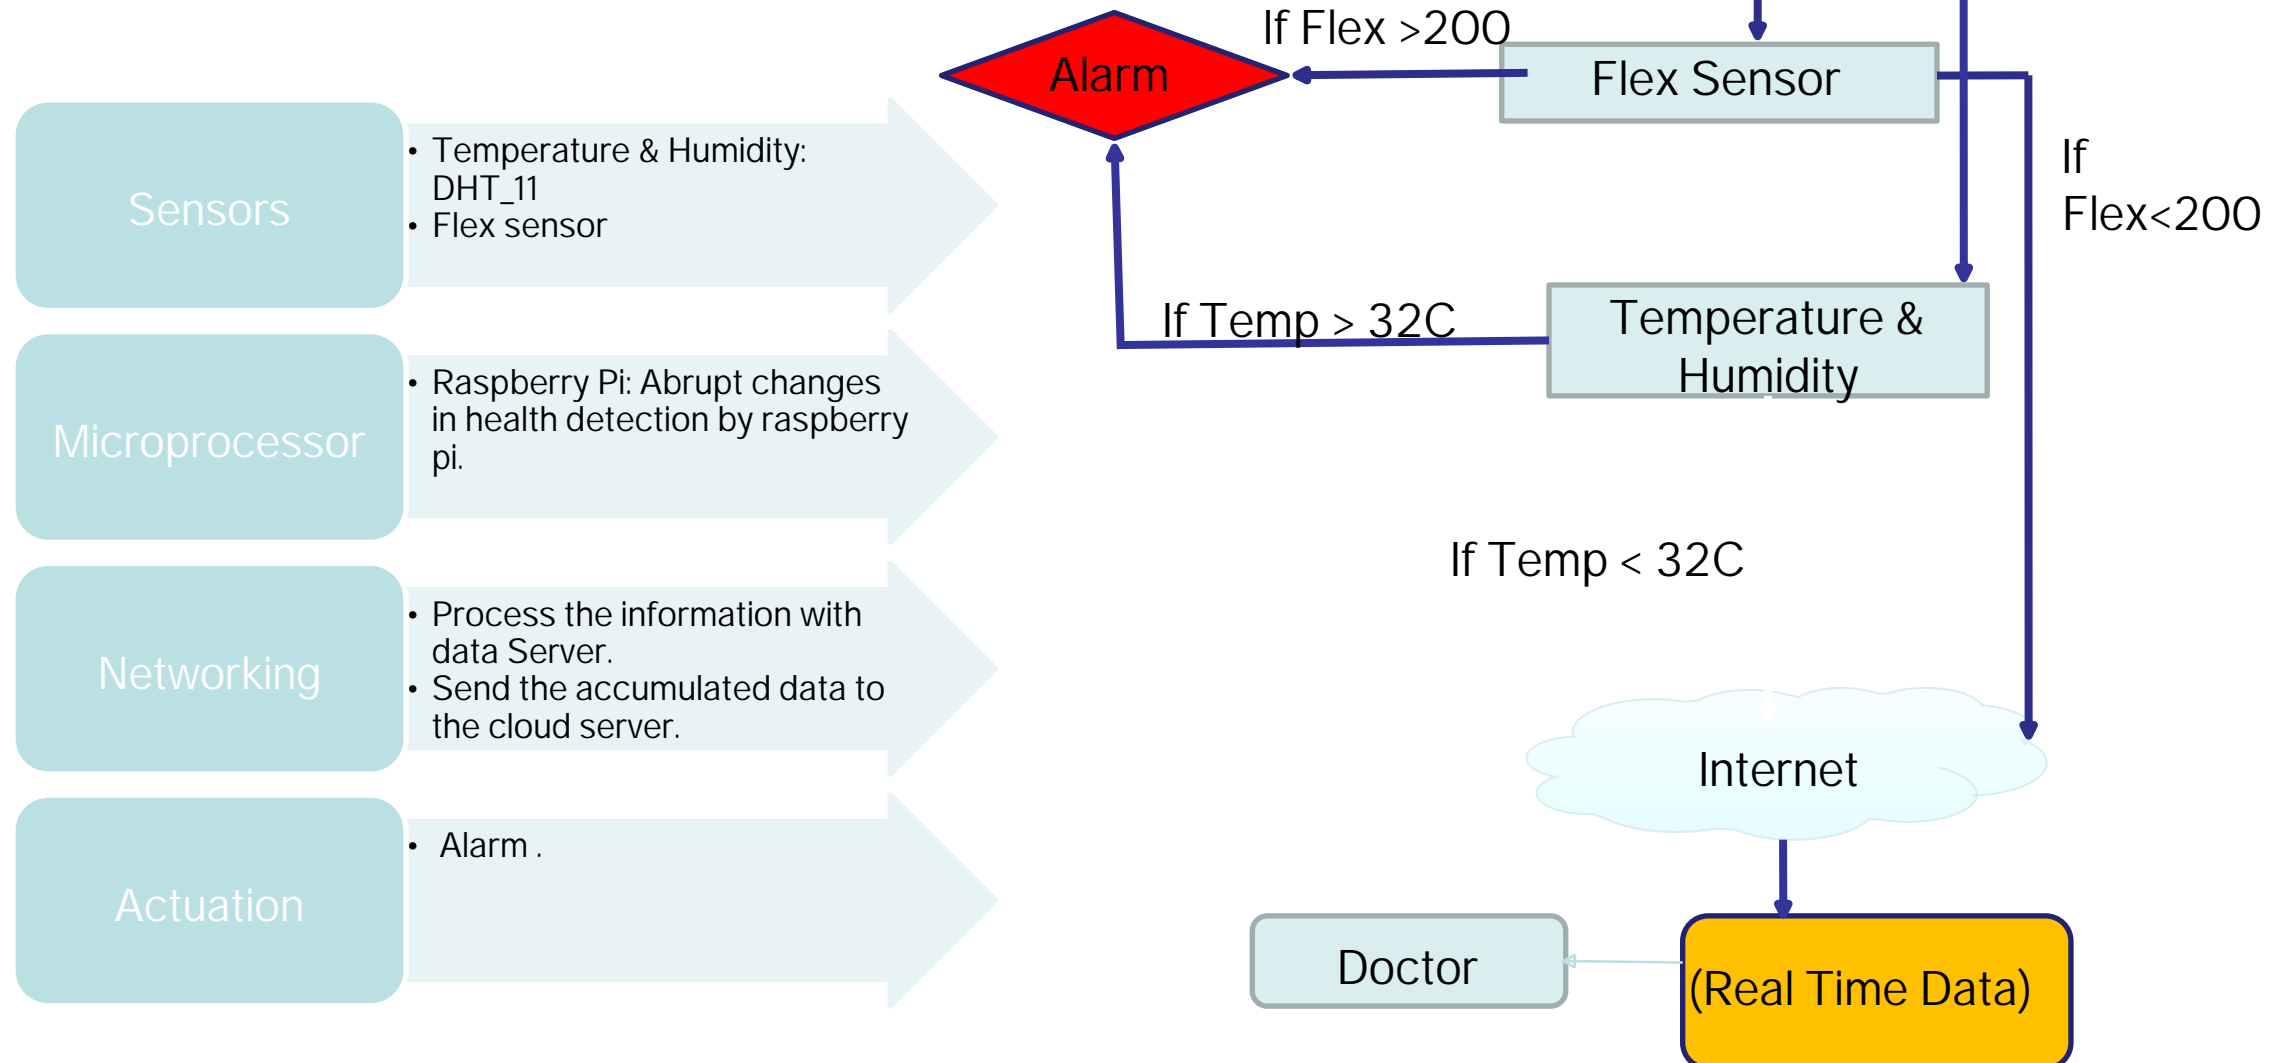 Sensors
• Temperature & Humidity:
DHT_11
• Flex sensor
Microprocessor
• Raspberry Pi: Abrupt changes
in health detection by raspberry
pi.
Networking
• Process the information with
data Server.
• Send the accumulated data to
the cloud server.
Actuation
• Alarm .
If Flex >200
Alarm
Flex Sensor
If
Flex<200
If Temp > 32C
Temperature &
Humidity
If Temp < 32C
Internet
Doctor
(Real Time Data)